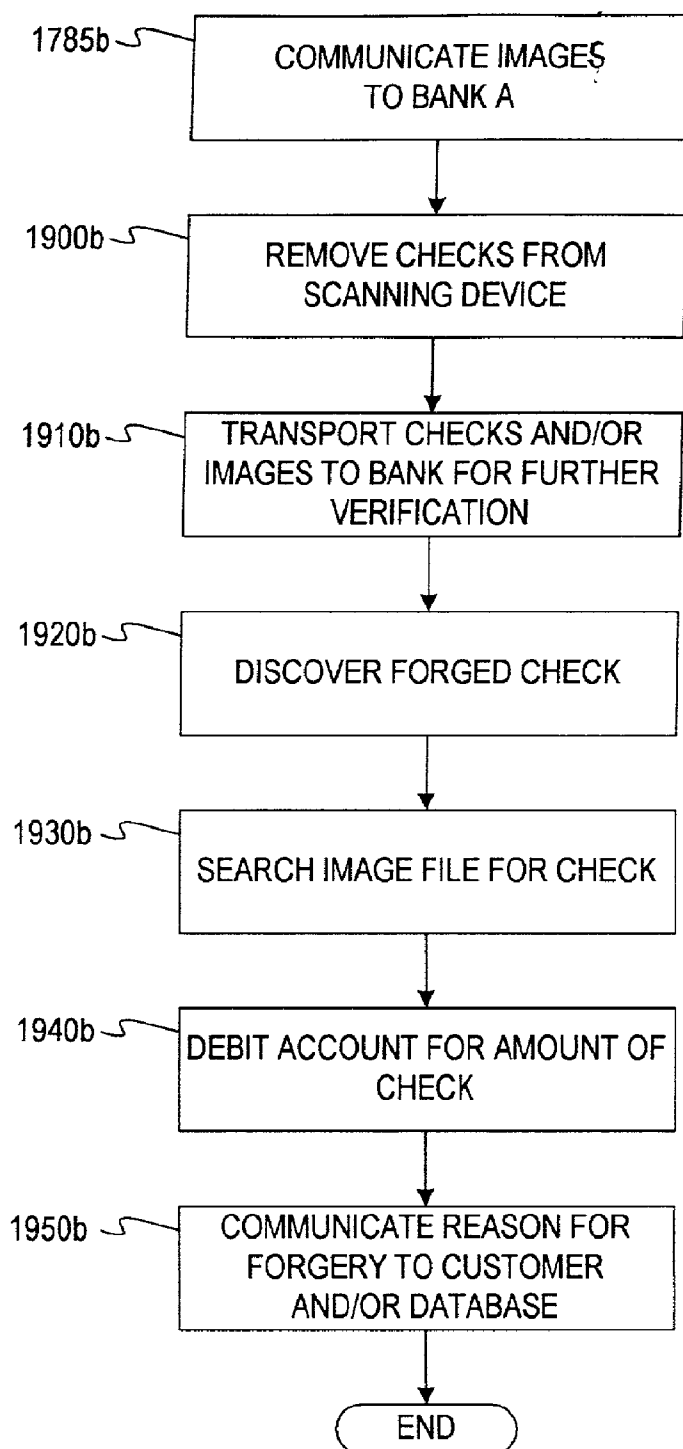 1785b
COMMUNICATE IMAGES
TO BANK A
1900b
REMOVE CHECKS FROM
SCANNING DEVICE
1910b
TRANSPORT CHECKS AND/OR
IMAGES TO BANK FOR FURTHER
VERIFICATION
1920b
DISCOVER FORGED CHECK
1930b
SEARCH IMAGE FILE FOR CHECK
1940b
DEBIT ACCOUNT FOR AMOUNT OF
CHECK
1950b
COMMUNICATE REASON FOR
FORGERY TO CUSTOMER
AND/OR DATABASE
END